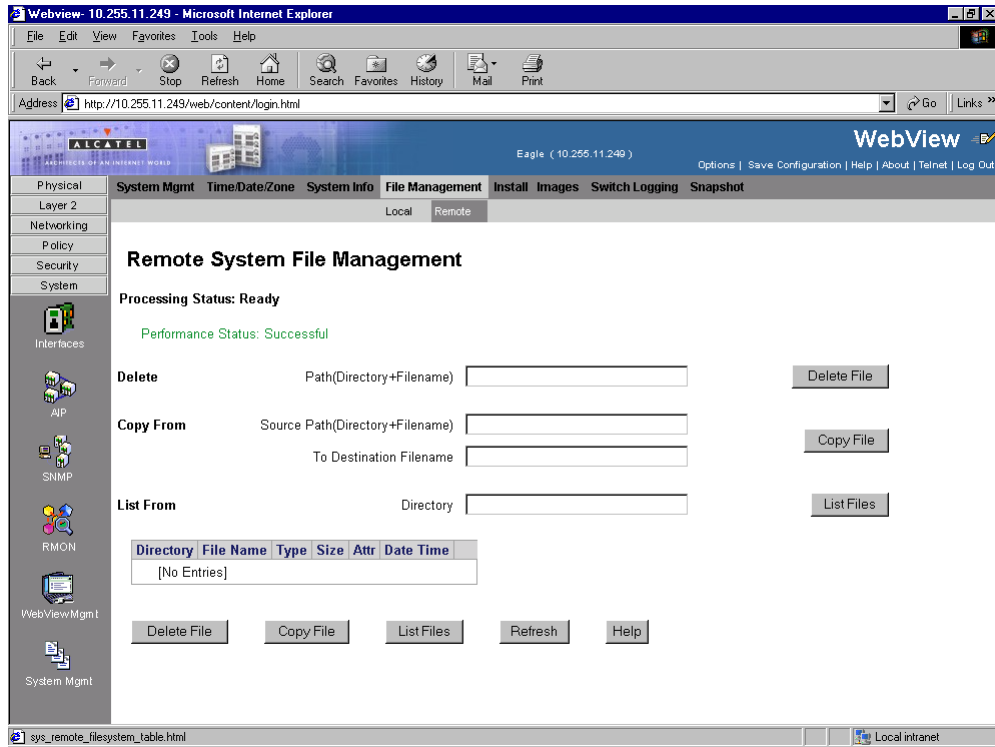 Webview- 10.255.11.249 - Microsoft Internet Explorer
File Edit View Favorites Tools Help
Back Forward Stop Refresh Home Search Favorites History Mail Print
Address http://10.255.11.249/web/content/login.html Go Links »
ALCATEL
ARCHITECTS OF AN INTERNET WORLD
Eagle ( 10.255.11.249 )
WebView
Options | Save Configuration | Help | About | Telnet | Log Out
Physical
Layer 2
Networking
Policy
Security
System
Interfaces
AIP
SNMP
RMON
WebViewMgmt
System Mgmt
System Mgmt Time/Date/Zone System Info File Management Install Images Switch Logging Snapshot
Local Remote
Remote System File Management
Processing Status: Ready
Performance Status: Successful
Delete Path(Directory+Filename) Delete File
Copy From Source Path(Directory+Filename) Copy File
To Destination Filename
List From Directory List Files
Directory File Name Type Size Attr Date Time
[No Entries]
Delete File Copy File List Files Refresh Help
sys_remote_filesystem_table.html Local intranet